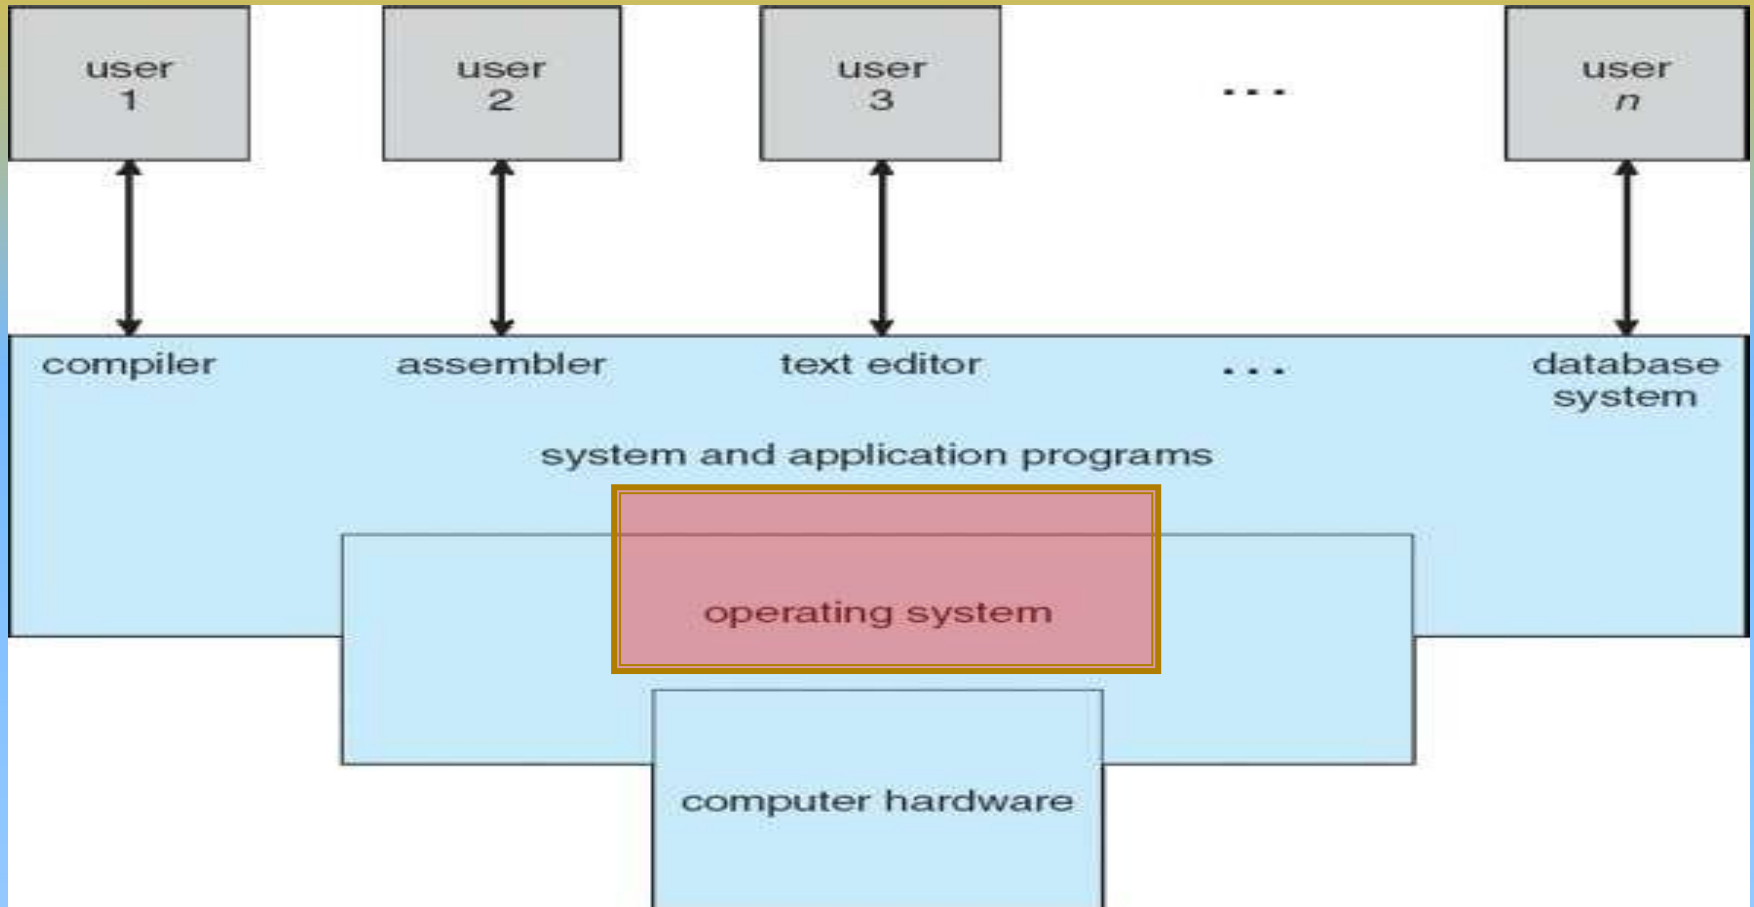 user
1
user
2
user
3
...
user
n
compiler
assembler
text editor
...
database
system
system and application programs
operating system
computer hardware